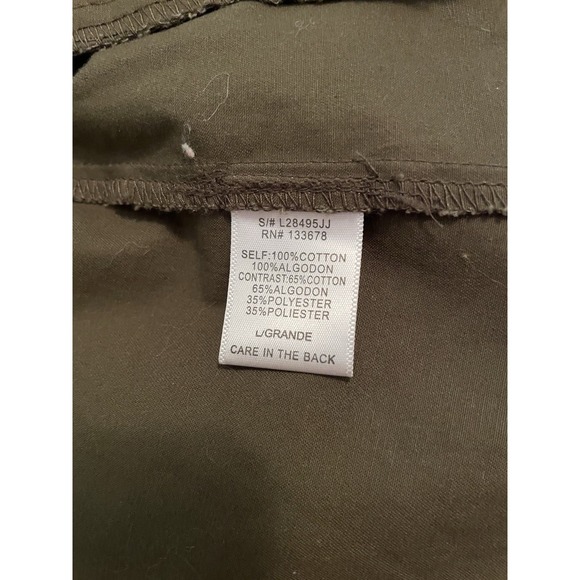 S/# L28495JJ
RN# 133678
SELF:100%COTTON
100%ALGODON
CONTRAST:65%COTTON
65%ALGODON
35%POLYESTER
35%POLIESTER
L/GRANDE
CARE IN THE BACK